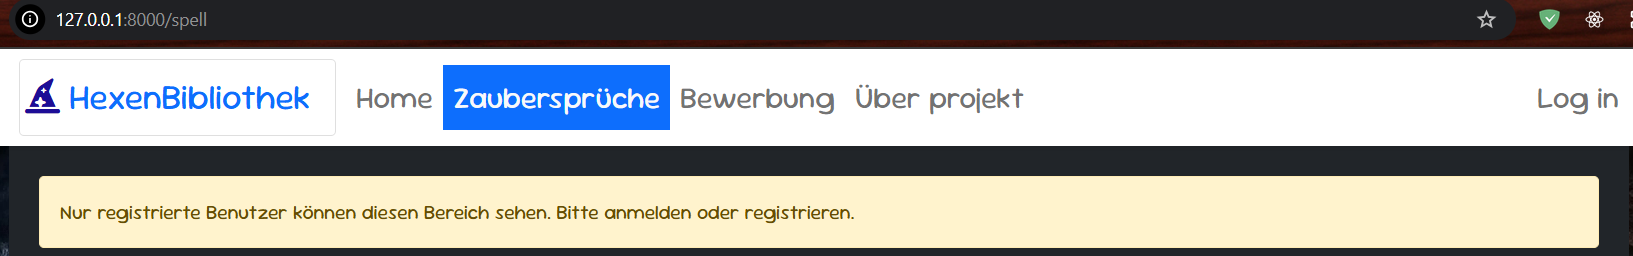 127.0.0.1:8000/spell
HexenBibliothek Home Zaubersprüche Bewerbung Über projekt Log in
Nur registrierte Benutzer können diesen Bereich sehen. Bitte anmelden oder registrieren.